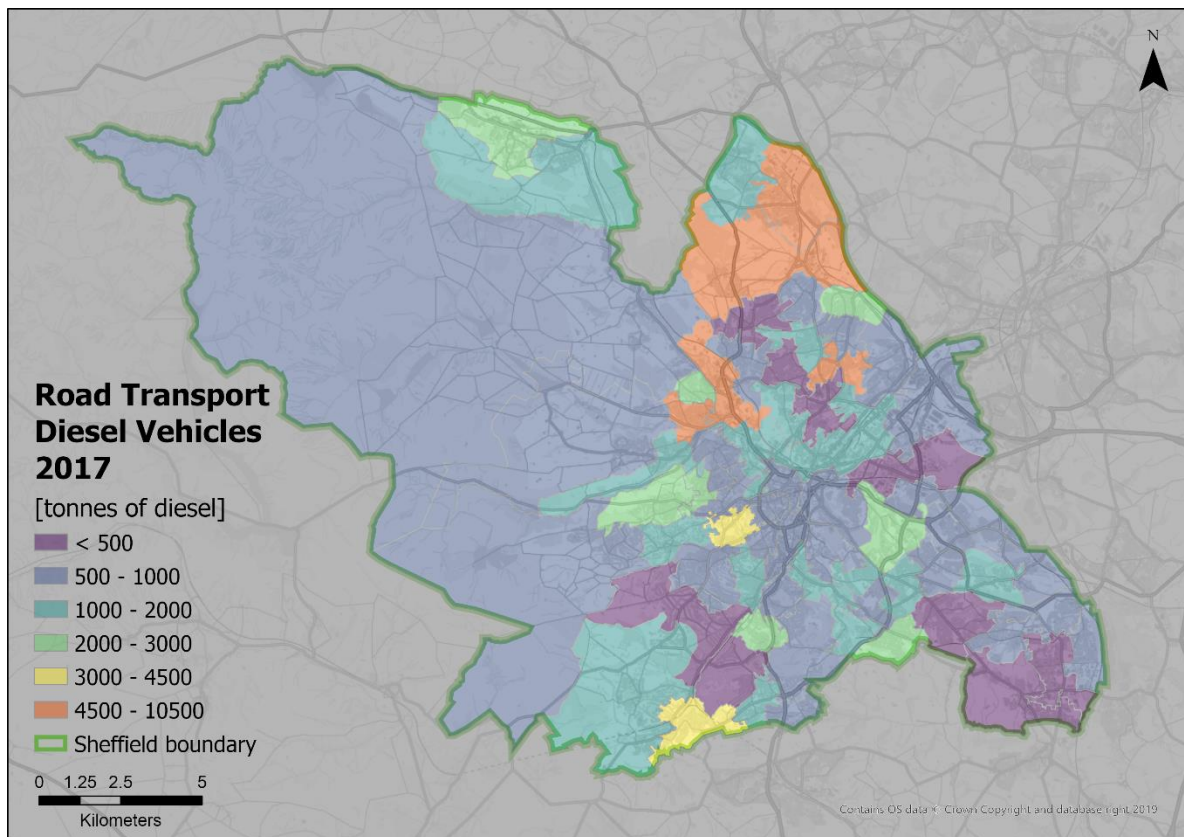 N
Road Transport
Diesel Vehicles
2017
[tonnes of diesel]
< 500
500 - 1000
1000 - 2000
2000 - 3000
3000 - 4500
4500 - 10500
Sheffield boundary
0 1.25 2.5 5
Kilometers
Contains OS data © Crown Copyright and database right 2019